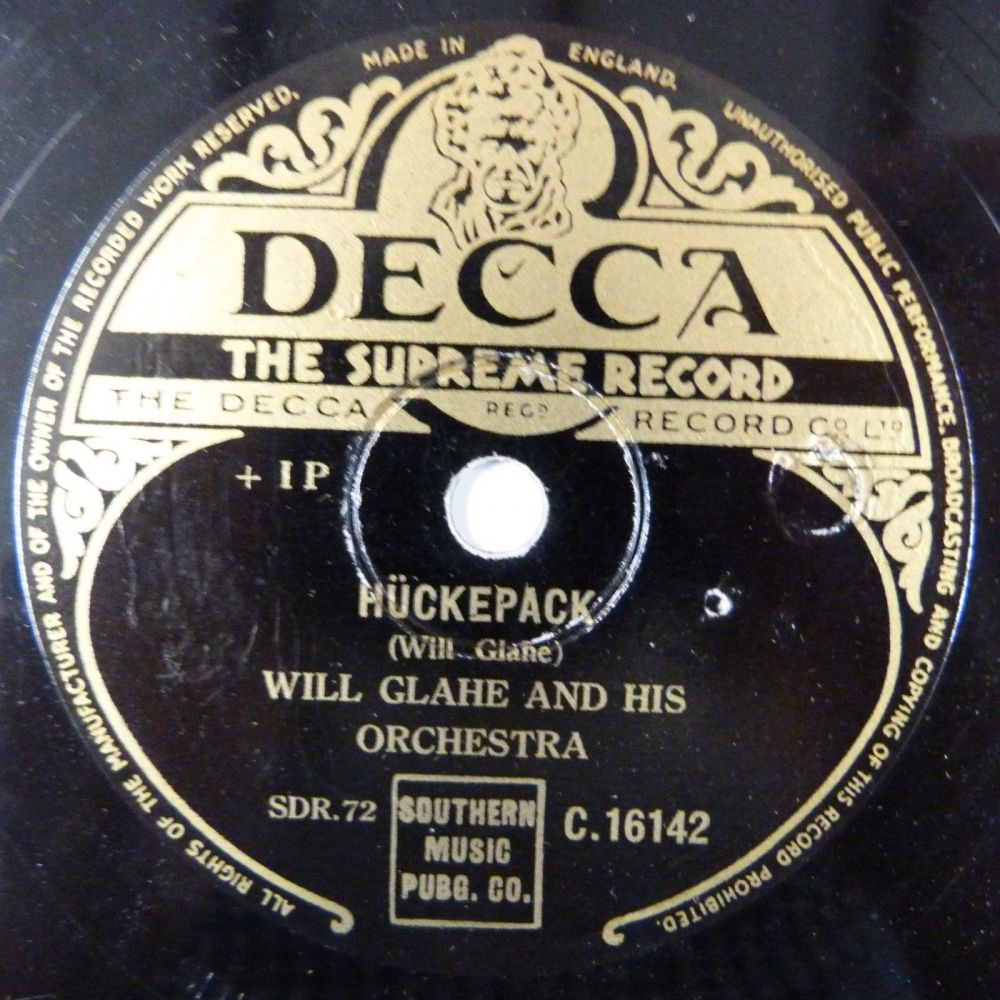 ALL RIGHTS OF THE MANUFACTURER AND OF THE OWNER OF THE RECORDED WORK RESERVED. MADE IN ENGLAND. UNAUTHORISED PUBLIC PERFORMANCE, BROADCASTING AND COPYING OF THIS RECORD PROHIBITED.
DECCA
THE SUPREME RECORD
THE DECCA REGD RECORD Co LTD
+ IP
HÜCKEPACK
(Will Glahe)
WILL GLAHE AND HIS
ORCHESTRA
SDR.72
SOUTHERN
MUSIC
PUBG. CO.
C.16142